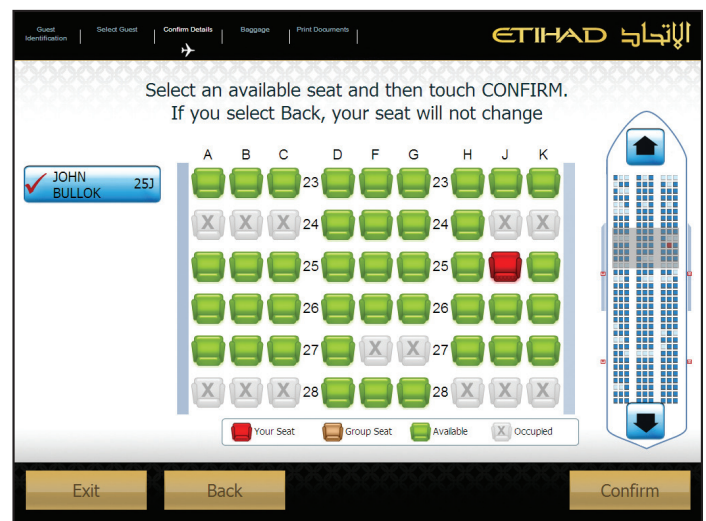 Guest Identification
Select Guest
Confirm Details
Baggage
Print Documents
ETIHAD الإتحاد
Select an available seat and then touch CONFIRM.
If you select Back, your seat will not change
JOHN BULLOK 25J
A B C D F G H J K
23 23
X X X 24 24 X X
25 25
26 26
27 X X 27
X X X 28 28 X X X
Your Seat
Group Seat
Available
X Occupied
Exit
Back
Confirm